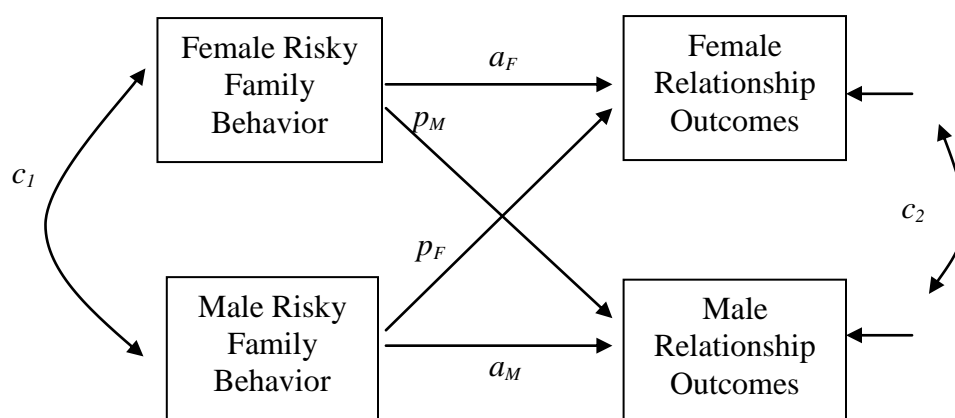 Female Risky
Family
Behavior
a_F
Female
Relationship
Outcomes
p_M
c_1
c_2
p_F
Male Risky
Family
Behavior
a_M
Male
Relationship
Outcomes